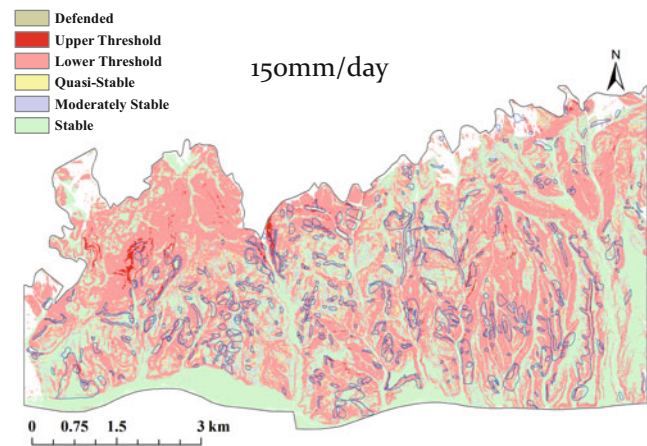 Defended
Upper Threshold
Lower Threshold
Quasi-Stable
Moderately Stable
Stable
150mm/day
N
0 0.75 1.5 3 km